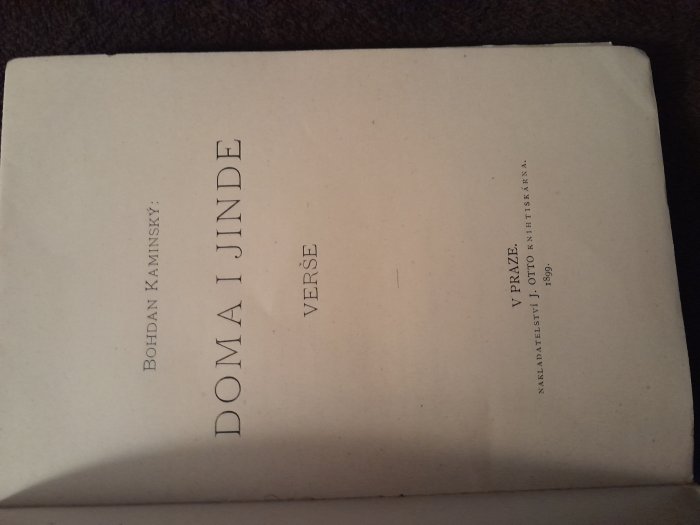 BOHDAN KAMINSKÝ:
DOMA I JINDE
VERŠE
V PRAZE.
NAKLADATELSTVÍ J. OTTO KNIHTISKÁRNA.
1899.